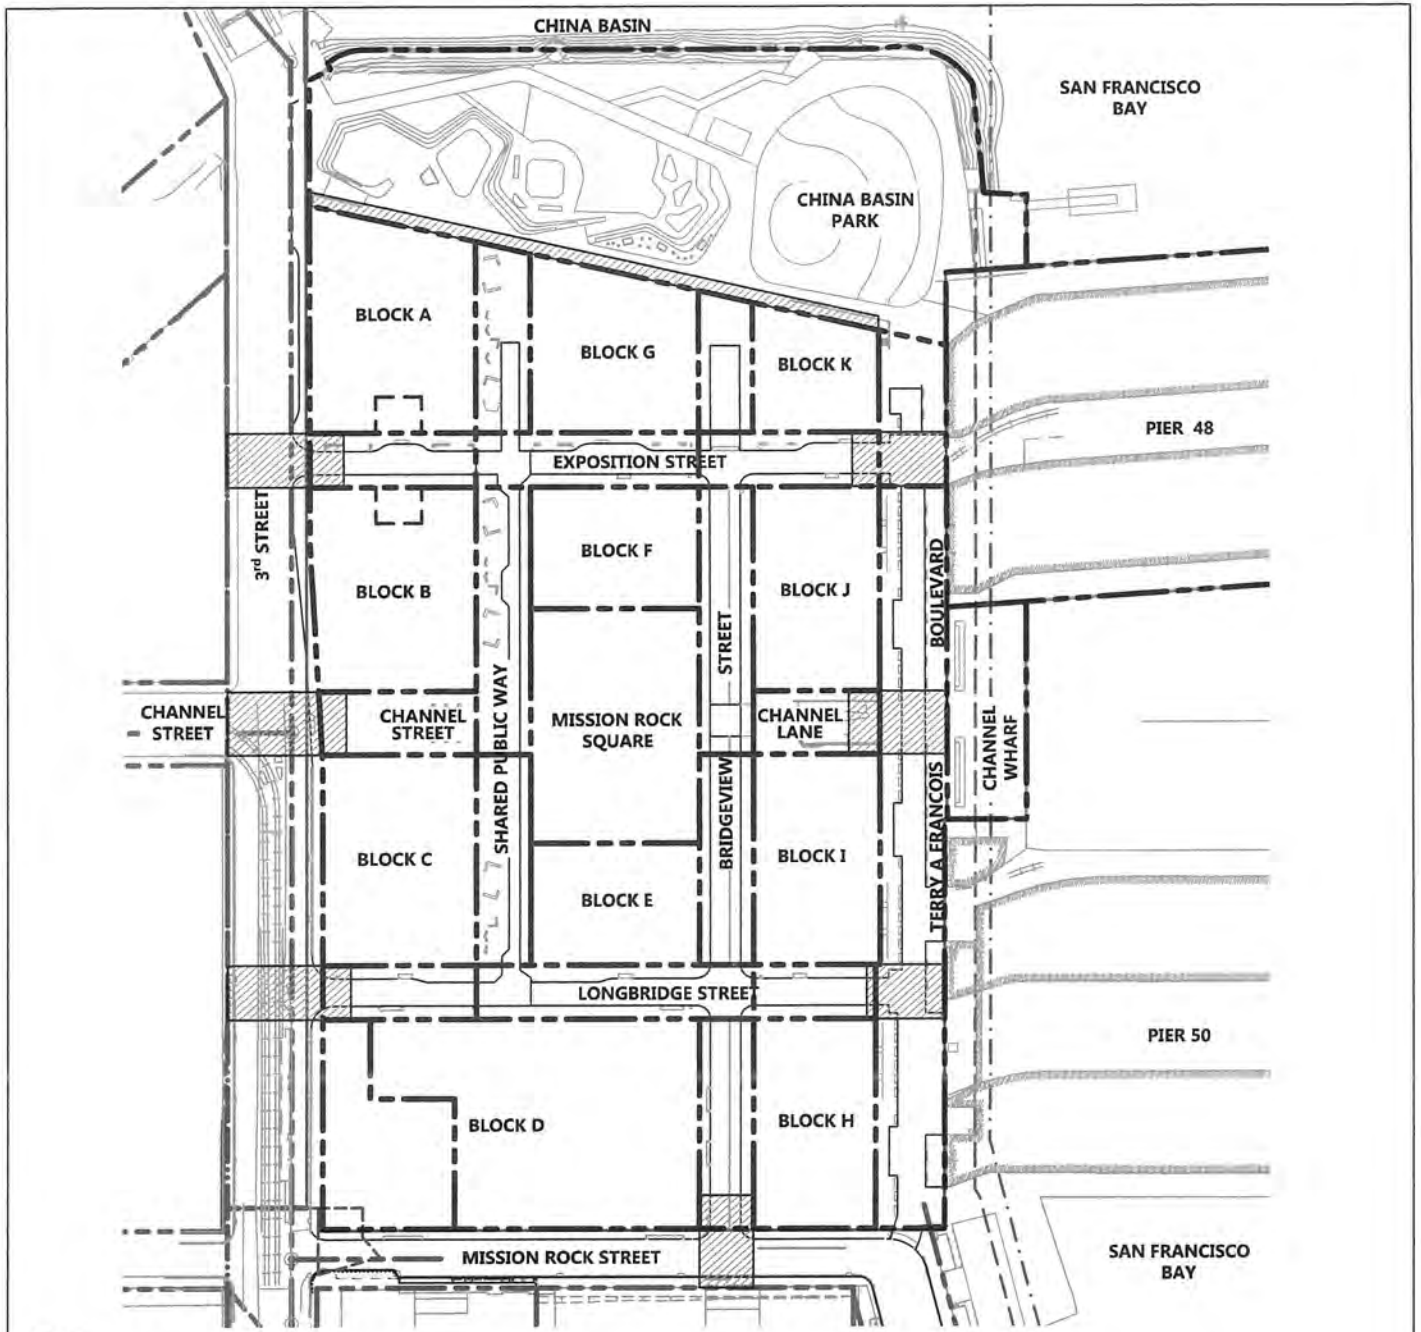 CHINA BASIN
SAN FRANCISCO
BAY
CHINA BASIN
PARK
BLOCK A
BLOCK G
BLOCK K
PIER 48
EXPOSITION STREET
3rd STREET
BLOCK F
BLOCK B
BLOCK J
BOULEVARD
STREET
SHARED PUBLIC WAY
CHANNEL
STREET
CHANNEL
STREET
MISSION ROCK
SQUARE
CHANNEL
LANE
CHANNEL
WHARF
BRIDGEVIEW
TERRY A FRANCOIS
BLOCK C
BLOCK I
BLOCK E
LONGBRIDGE STREET
PIER 50
BLOCK D
BLOCK H
MISSION ROCK STREET
SAN FRANCISCO
BAY